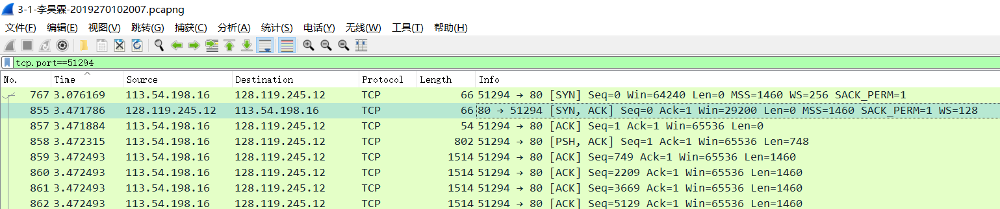 3-1-李昊霖-2019270102007.pcapng
文件(F) 编辑(E) 视图(V) 跳转(G) 捕获(C) 分析(A) 统计(S) 电话(Y) 无线(W) 工具(T) 帮助(H)
tcp.port==51294
No. Time Source Destination Protocol Length Info
767 3.076169 113.54.198.16 128.119.245.12 TCP 66 51294 → 80 [SYN] Seq=0 Win=64240 Len=0 MSS=1460 WS=256 SACK_PERM=1
855 3.471786 128.119.245.12 113.54.198.16 TCP 66 80 → 51294 [SYN, ACK] Seq=0 Ack=1 Win=29200 Len=0 MSS=1460 SACK_PERM=1 WS=128
857 3.471884 113.54.198.16 128.119.245.12 TCP 54 51294 → 80 [ACK] Seq=1 Ack=1 Win=65536 Len=0
858 3.472315 113.54.198.16 128.119.245.12 TCP 802 51294 → 80 [PSH, ACK] Seq=1 Ack=1 Win=65536 Len=748
859 3.472493 113.54.198.16 128.119.245.12 TCP 1514 51294 → 80 [ACK] Seq=749 Ack=1 Win=65536 Len=1460
860 3.472493 113.54.198.16 128.119.245.12 TCP 1514 51294 → 80 [ACK] Seq=2209 Ack=1 Win=65536 Len=1460
861 3.472493 113.54.198.16 128.119.245.12 TCP 1514 51294 → 80 [ACK] Seq=3669 Ack=1 Win=65536 Len=1460
862 3.472493 113.54.198.16 128.119.245.12 TCP 1514 51294 → 80 [ACK] Seq=5129 Ack=1 Win=65536 Len=1460